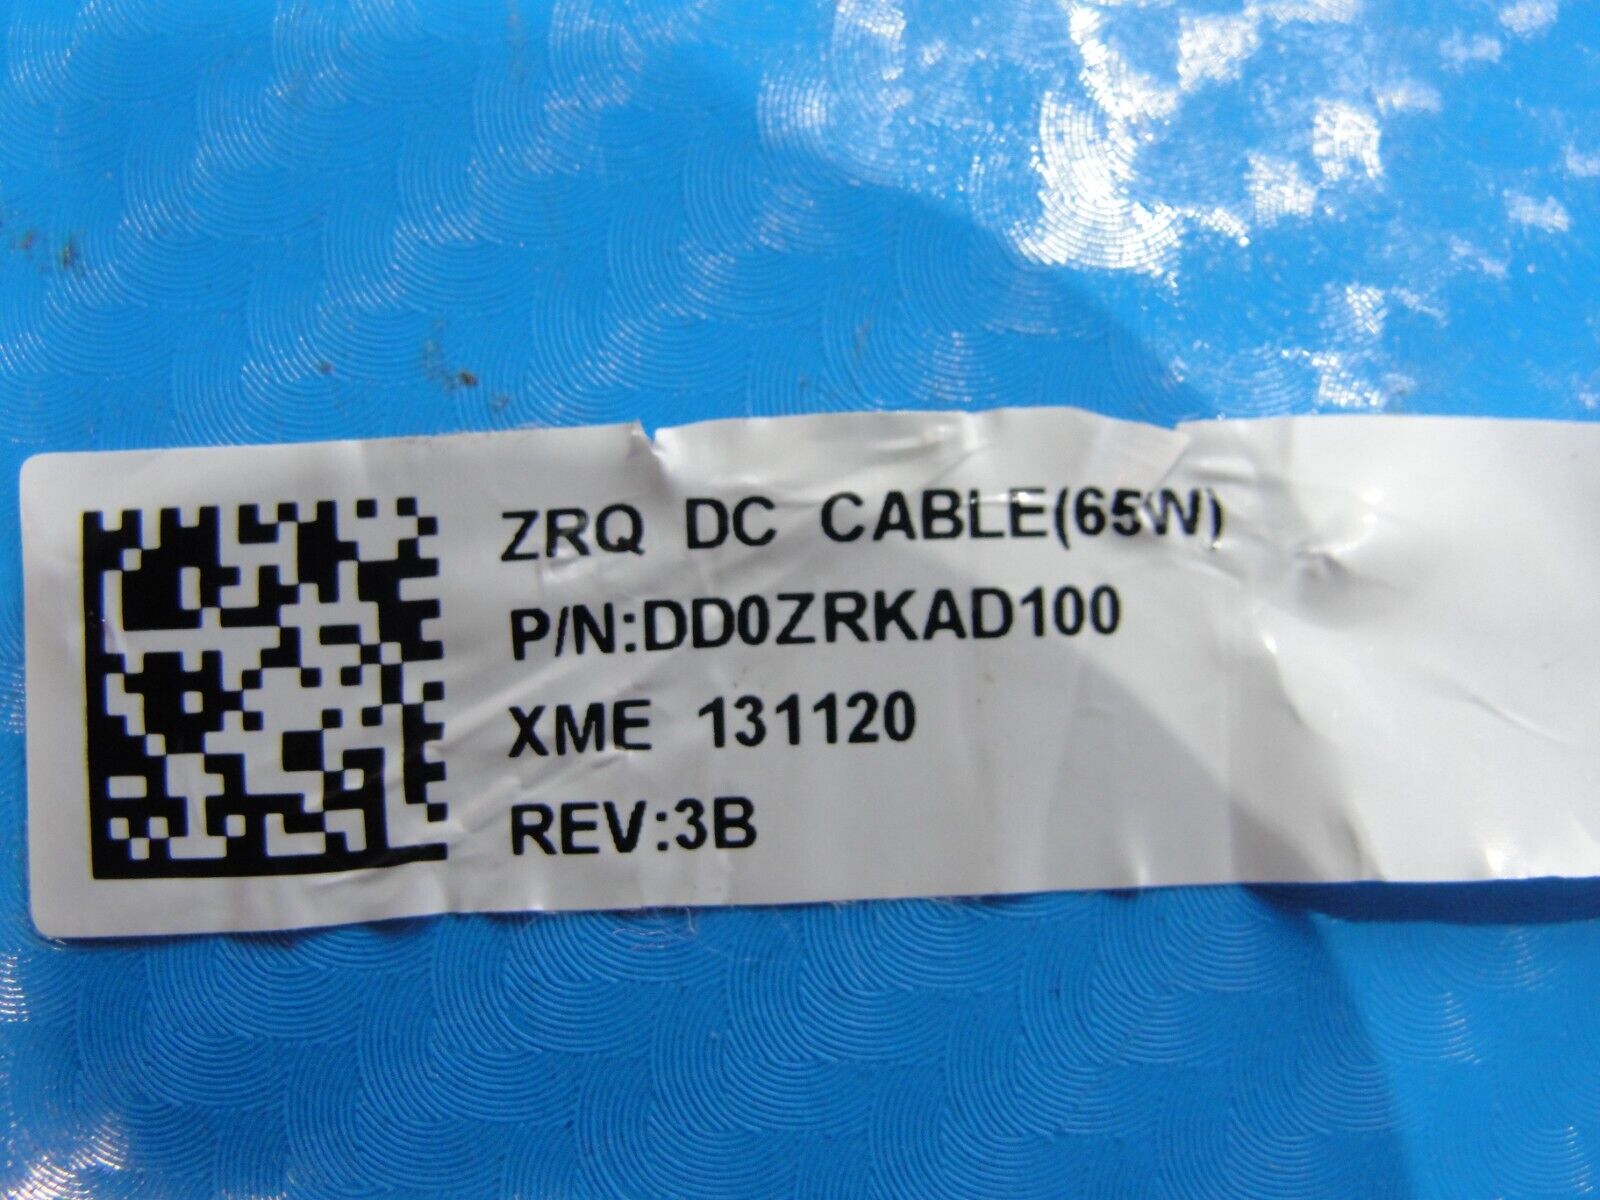 ZRQ DC CABLE(65W)
P/N:DD0ZRKAD100
XME 131120
REV:3B